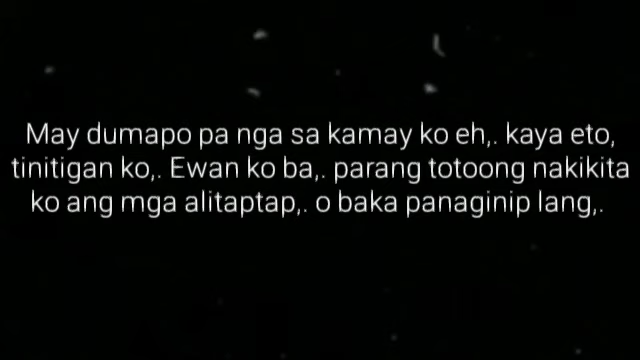 May dumapo pa nga sa kamay ko eh,. kaya eto,
tinitigan ko,. Ewan ko ba,. parang totoong nakikita
ko ang mga alitaptap,. o baka panaginip lang,.